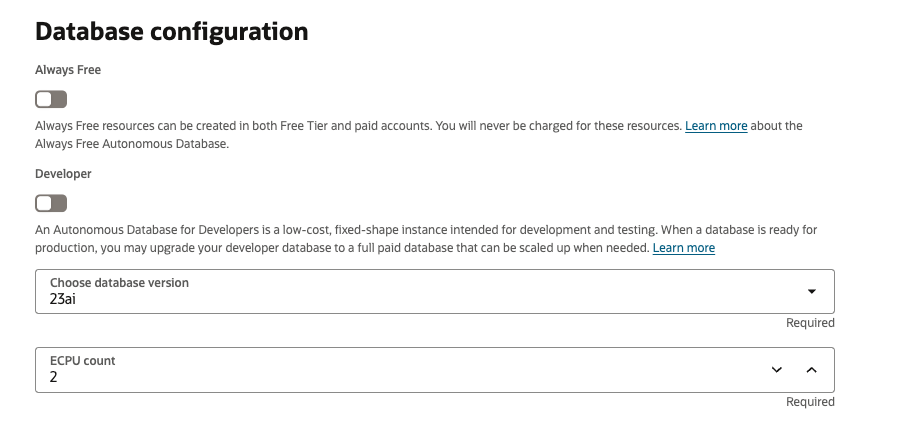 Database configuration
Always Free
Always Free resources can be created in both Free Tier and paid accounts. You will never be charged for these resources. Learn more about the
Always Free Autonomous Database.
Developer
An Autonomous Database for Developers is a low-cost, fixed-shape instance intended for development and testing. When a database is ready for
production, you may upgrade your developer database to a full paid database that can be scaled up when needed. Learn more
Choose database version
23ai
Required
ECPU count
2
Required